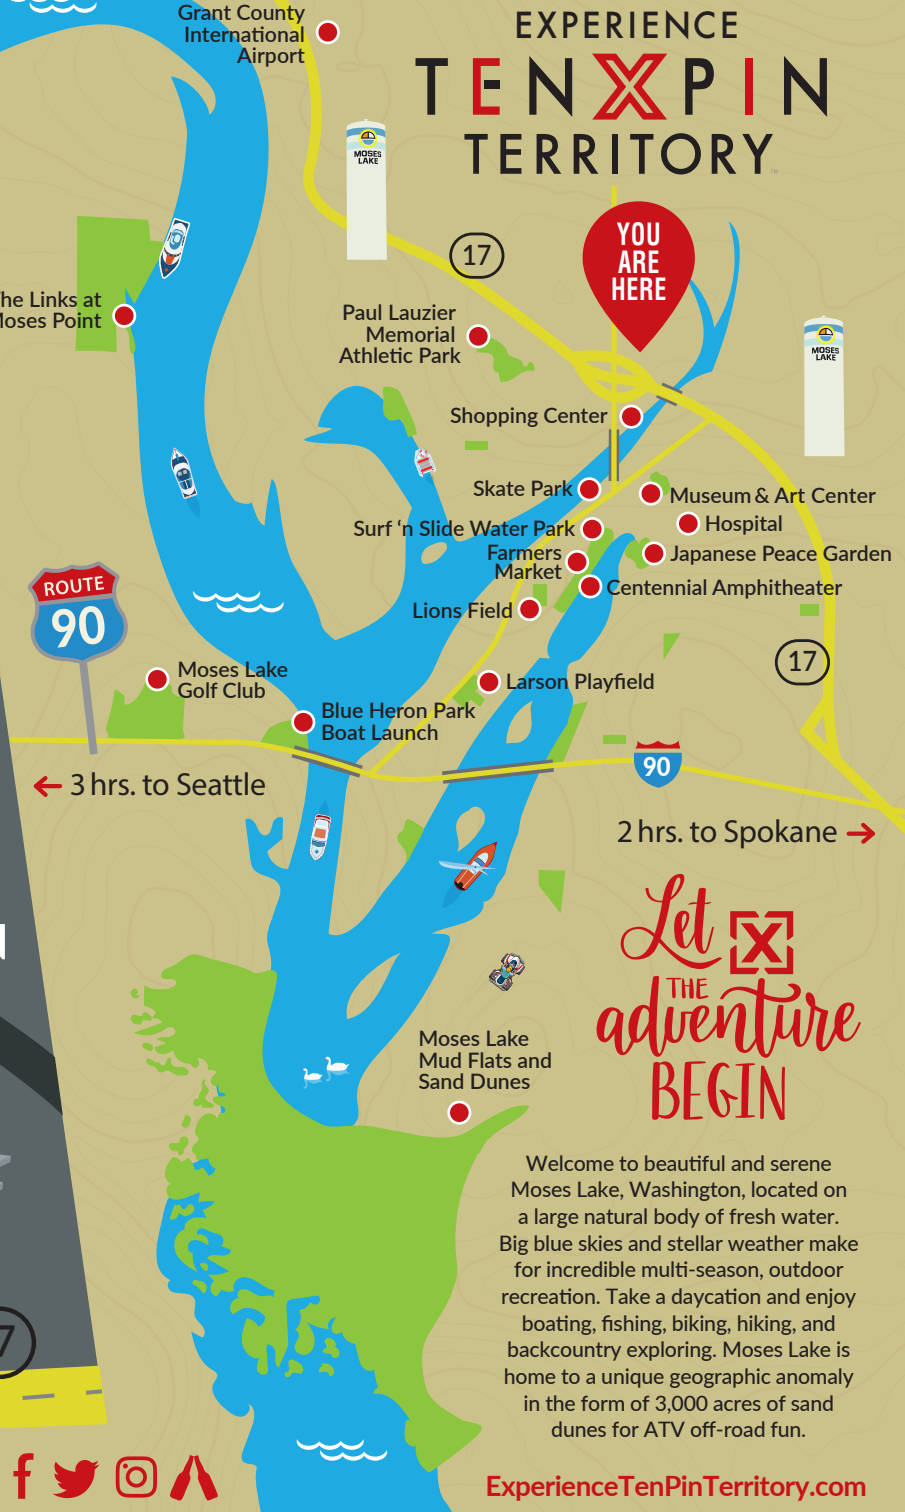 Grant County
International
Airport
EXPERIENCE
TENXPIN
TERRITORY™
MOSES
LAKE
YOU
ARE
HERE
17
he Links at
oses Point
Paul Lauzier
Memorial
Athletic Park
MOSES
LAKE
Shopping Center
Skate Park
Museum & Art Center
Surf ‘n Slide Water Park
Hospital
Farmers
Market
Japanese Peace Garden
Centennial Amphitheater
Lions Field
ROUTE
90
17
Moses Lake
Golf Club
Larson Playfield
Blue Heron Park
Boat Launch
90
3 hrs. to Seattle
2 hrs. to Spokane
Let X
THE
adventure
BEGIN
Moses Lake
Mud Flats and
Sand Dunes
Welcome to beautiful and serene
Moses Lake, Washington, located on
a large natural body of fresh water.
Big blue skies and stellar weather make
for incredible multi-season, outdoor
recreation. Take a daycation and enjoy
boating, fishing, biking, hiking, and
backcountry exploring. Moses Lake is
home to a unique geographic anomaly
in the form of 3,000 acres of sand
dunes for ATV off-road fun.
7
ExperienceTenPinTerritory.com